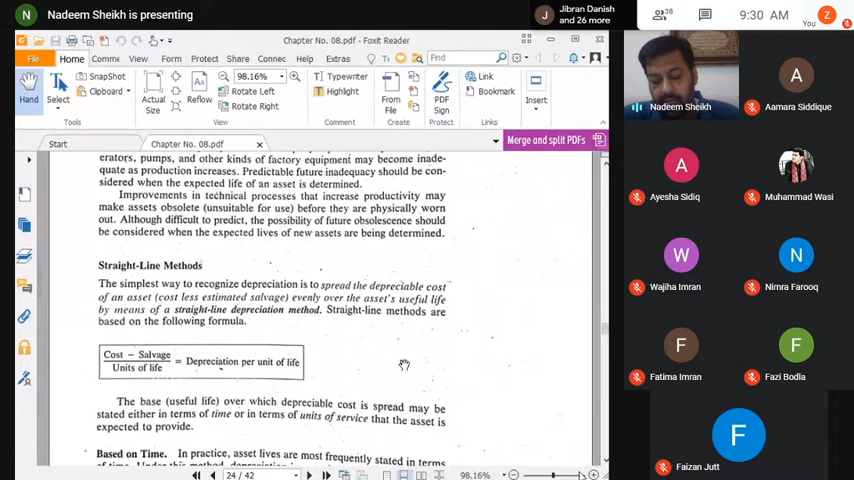 N Nadeem Sheikh is presenting
J Jibran Danish
and 26 more
38
9:30 AM
You
Z
Chapter No. 08.pdf - Foxit Reader
File Home Comme View Form Protect Share Connec Help Extras Find
Hand
Select
SnapShot
Clipboard
Tools
Actual
Size
Reflow
98.16%
Rotate Left
Rotate Right
View
Typewriter
Highlight
Comment
From
File
Create
PDF
Sign
Protect
Link
Bookmark
Links
Insert
Start
Chapter No. 08.pdf
Merge and split PDFs
erators, pumps, and other kinds of factory equipment may become inade-
quate as production increases. Predictable future inadequacy should be con-
sidered when the expected life of an asset is determined.
Improvements in technical processes that increase productivity may
make assets obsolete (unsuitable for use) before they are physically worn
out. Although difficult to predict, the possibility of future obsolescence should
be considered when the expected lives of new assets are being determined.
Straight-Line Methods
The simplest way to recognize depreciation is to spread the depreciable cost
of an asset (cost less estimated salvage) evenly over the asset's useful life
by means of a straight-line depreciation method. Straight-line methods are
based on the following formula.
Cost − Salvage
Units of life
= Depreciation per unit of life
The base (useful life) over which depreciable cost is spread may be
stated either in terms of time or in terms of units of service that the asset is
expected to provide.
Based on Time. In practice, asset lives are most frequently stated in terms
24 / 42
98.16%
Nadeem Sheikh
A
Aamara Siddique
A
Ayesha Sidiq
Muhammad Wasi
W
Wajiha Imran
N
Nimra Farooq
F
Fatima Imran
F
Fazi Bodla
F
Faizan Jutt